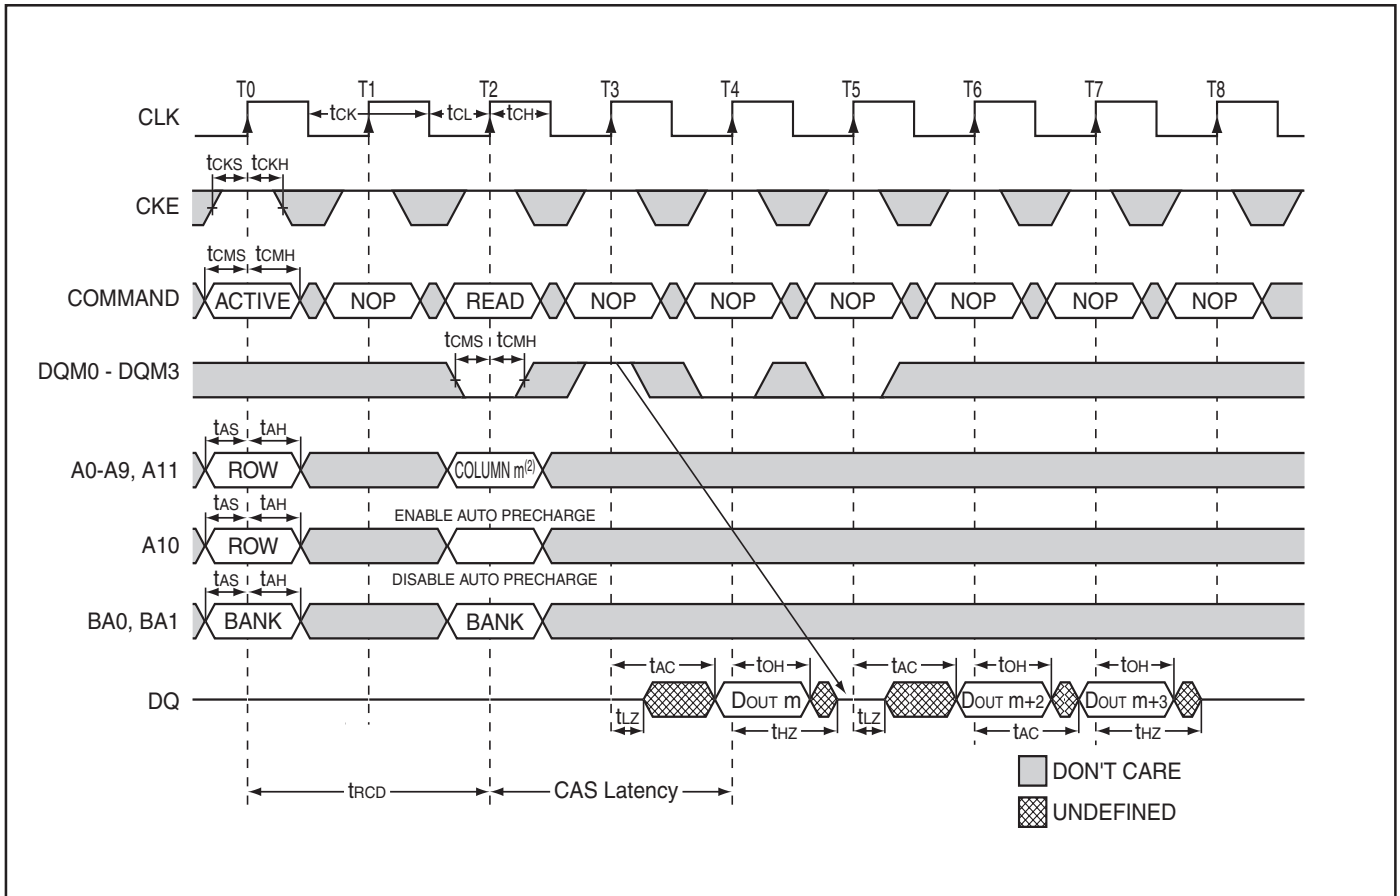 T0 T1 T2 T3 T4 T5 T6 T7 T8
CLK tCK tCL tCH
tCKS tCKH
CKE
tCMS tCMH
COMMAND ACTIVE NOP READ NOP NOP NOP NOP NOP NOP
tCMS tCMH
DQM0 - DQM3
tAS tAH
A0-A9, A11 ROW COLUMN m(2)
tAS tAH ENABLE AUTO PRECHARGE
A10 ROW
tAS tAH DISABLE AUTO PRECHARGE
BA0, BA1 BANK BANK
tAC tOH tAC tOH tOH
DQ DOUT m DOUT m+2 DOUT m+3
tLZ tHZ tLZ tAC tHZ
DON'T CARE
tRCD CAS Latency
UNDEFINED